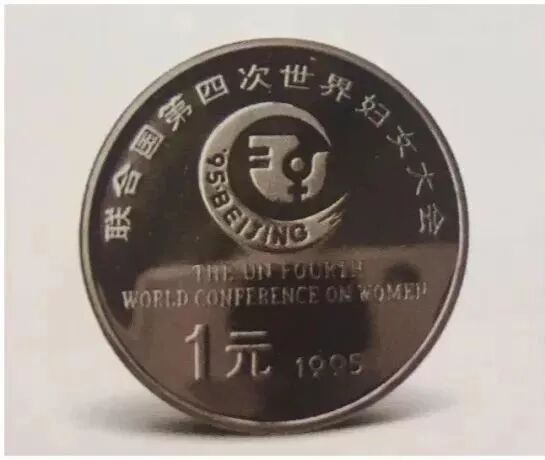 联合国第四次世界妇女大会
'95·BEIJING
THE UN FOURTH
WORLD CONFERENCE ON WOMEN
1元 1995